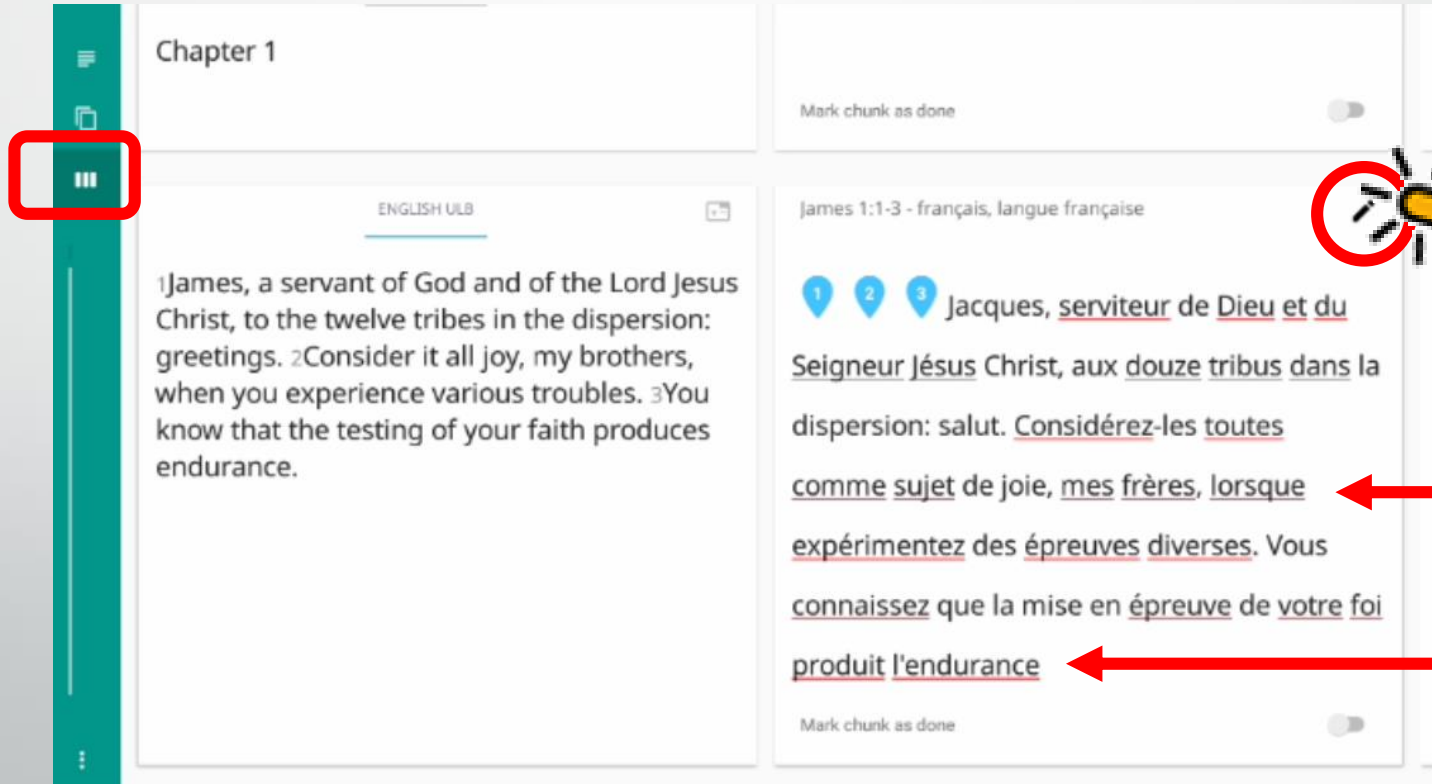 Chapter 1
Mark chunk as done
ENGLISH ULB
1James, a servant of God and of the Lord Jesus
Christ, to the twelve tribes in the dispersion:
greetings. 2Consider it all joy, my brothers,
when you experience various troubles. 3You
know that the testing of your faith produces
endurance.
James 1:1-3 - français, langue française
1 2 3 Jacques, serviteur de Dieu et du
Seigneur Jésus Christ, aux douze tribus dans la
dispersion: salut. Considérez-les toutes
comme sujet de joie, mes frères, lorsque
expérimentez des épreuves diverses. Vous
connaissez que la mise en épreuve de votre foi
produit l'endurance
Mark chunk as done